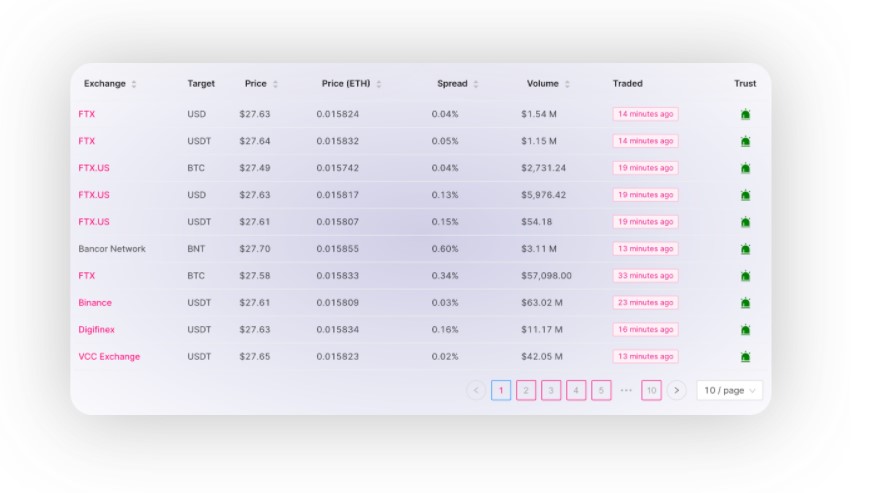 Exchange Target Price Price (ETH) Spread Volume Traded Trust
FTX USD $27.63 0.015824 0.04% $1.54 M 14 minutes ago
FTX USDT $27.64 0.015832 0.05% $1.15 M 14 minutes ago
FTX.US BTC $27.49 0.015742 0.04% $2,731.24 19 minutes ago
FTX.US USD $27.63 0.015817 0.13% $5,976.42 19 minutes ago
FTX.US USDT $27.61 0.015807 0.15% $54.18 19 minutes ago
Bancor Network BNT $27.70 0.015855 0.60% $3.11 M 13 minutes ago
FTX BTC $27.58 0.015833 0.34% $57,098.00 33 minutes ago
Binance USDT $27.61 0.015809 0.03% $63.02 M 23 minutes ago
Digifinex USDT $27.63 0.015834 0.16% $11.17 M 16 minutes ago
VCC Exchange USDT $27.65 0.015823 0.02% $42.05 M 13 minutes ago
< 1 2 3 4 5 ••• 10 > 10 / page